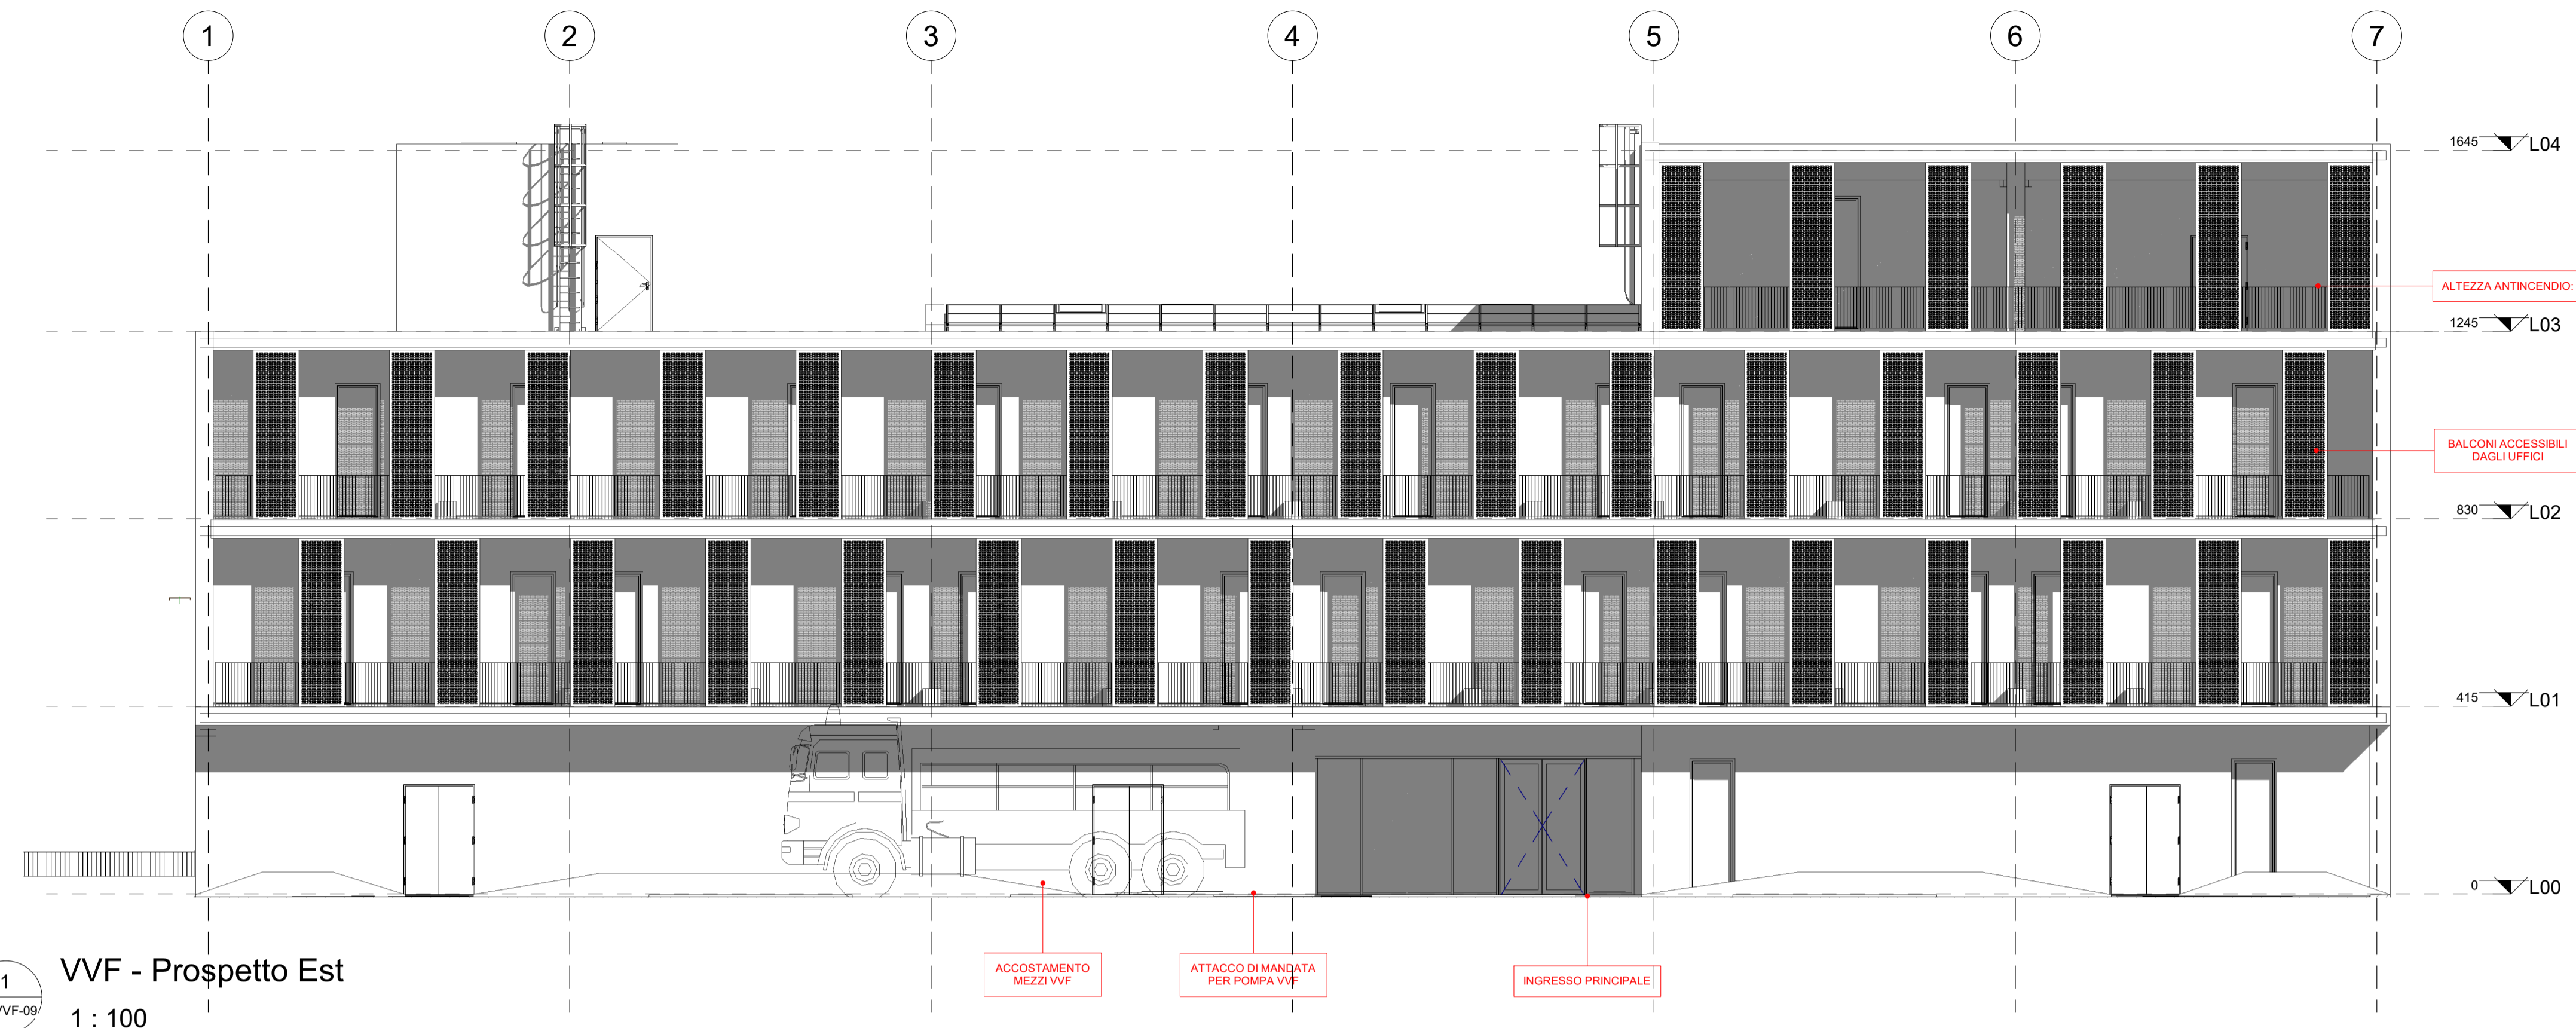 1 2 3 4 5 6 7
1645 L04
ALTEZZA ANTINCENDIO:
1245 L03
BALCONI ACCESSIBILI
DAGLI UFFICI
830 L02
415 L01
0 L00
ACCOSTAMENTO
MEZZI VVF
ATTACCO DI MANDATA
PER POMPA VVF
INGRESSO PRINCIPALE
1
VVF-09
VVF - Prospetto Est
1 : 100